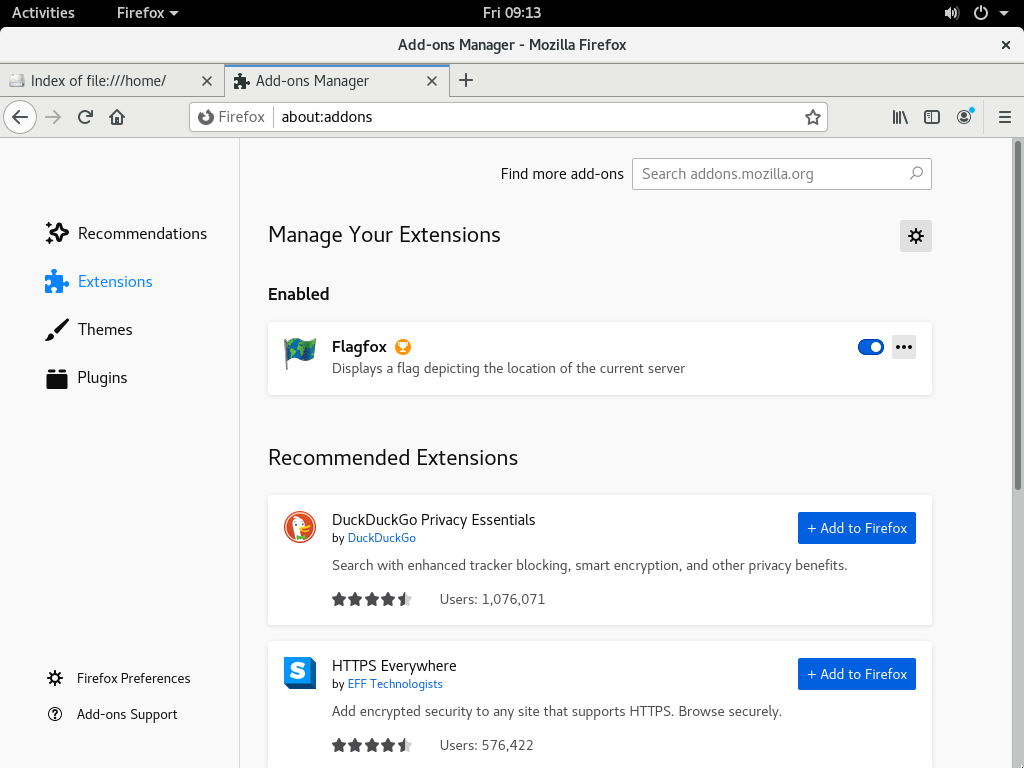 Activities Firefox Fri 09:13
Add-ons Manager - Mozilla Firefox
Index of file:///home/ Add-ons Manager
Firefox about:addons
Find more add-ons Search addons.mozilla.org
Recommendations
Extensions
Themes
Plugins
Firefox Preferences
Add-ons Support
Manage Your Extensions
Enabled
Flagfox
Displays a flag depicting the location of the current server
Recommended Extensions
DuckDuckGo Privacy Essentials
by DuckDuckGo
+ Add to Firefox
Search with enhanced tracker blocking, smart encryption, and other privacy benefits.
Users: 1,076,071
S
HTTPS Everywhere
by EFF Technologists
+ Add to Firefox
Add encrypted security to any site that supports HTTPS. Browse securely.
Users: 576,422